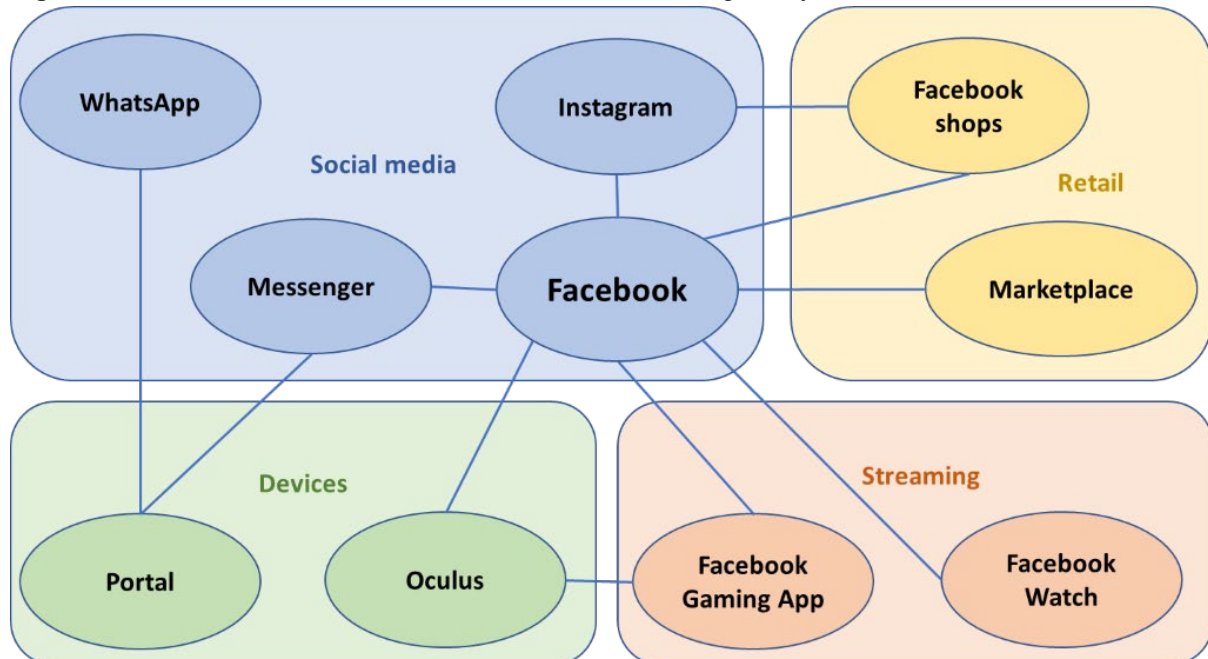 WhatsApp
Instagram
Facebook
shops
Social media
Retail
Messenger
Facebook
Marketplace
Devices
Streaming
Portal
Oculus
Facebook
Gaming App
Facebook
Watch